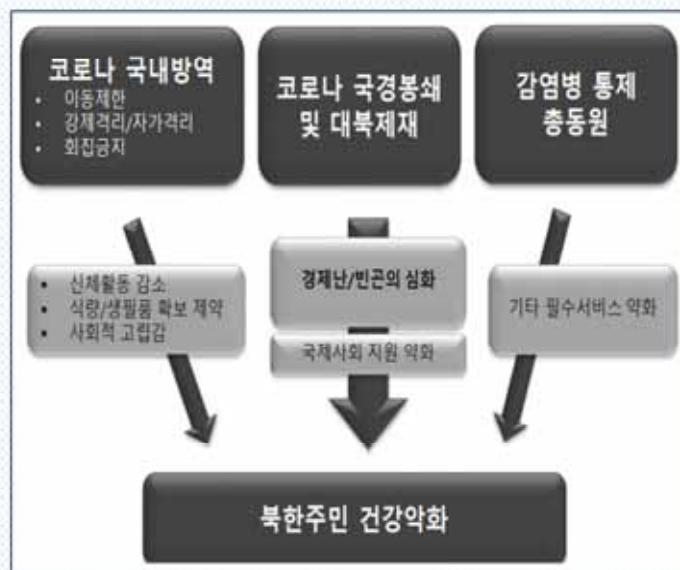 코로나 국내방역
• 이동제한
• 강제격리/자가격리
• 회집금지
코로나 국경봉쇄
및 대북제재
감염병 통제
총동원
• 신체활동 감소
• 식량/생필품 확보 제약
• 사회적 고립감
경제난/빈곤의 심화
국제사회 지원 약화
기타 필수서비스 약화
북한주민 건강악화